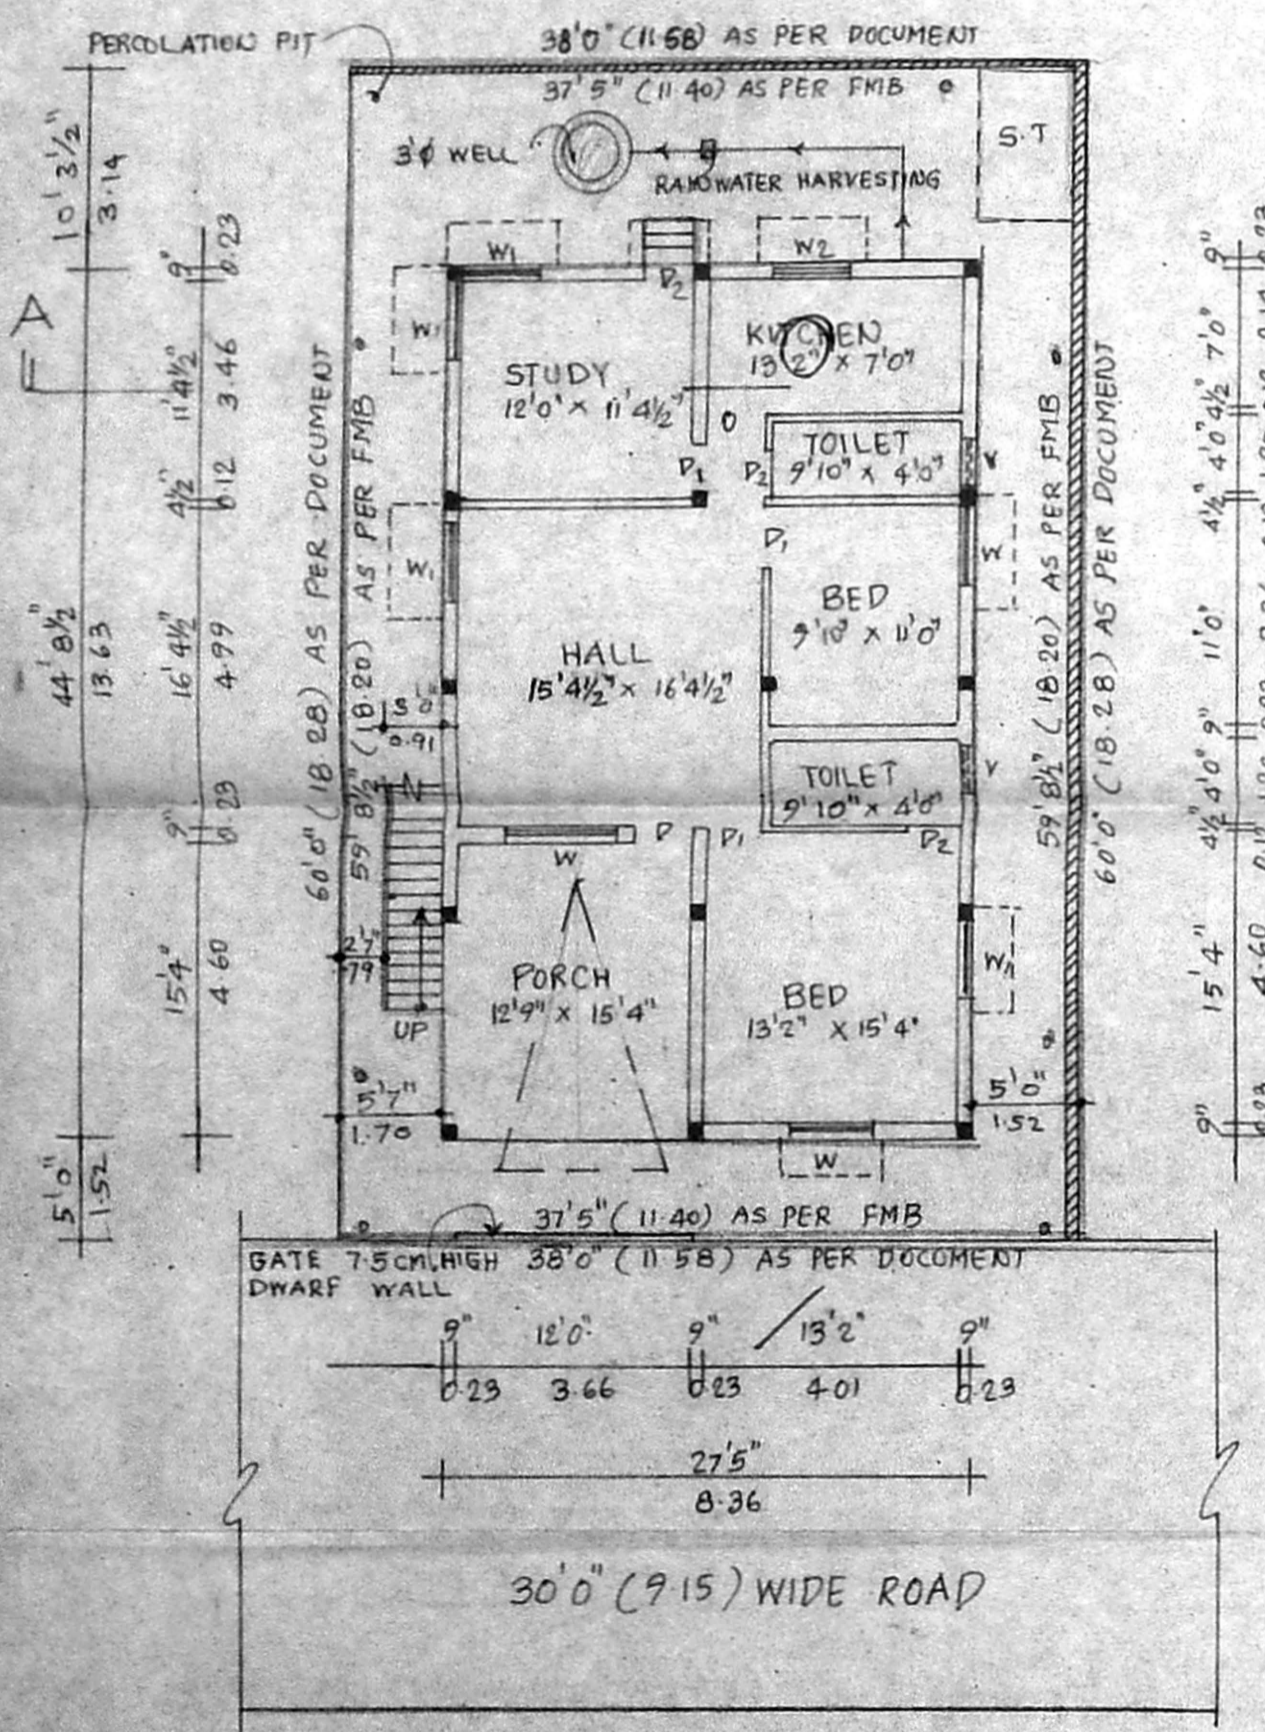 PERCOLATION PIT
38'0" (11.58) AS PER DOCUMENT
37'5" (11.40) AS PER FMB
3'Ø WELL
RAINWATER HARVESTING
S.T
10' 3½"
3.14
9"
0.23
A
11'4½"
3.46
4½"
0.12
44'8½"
13.63
16'4½"
4.99
9"
0.23
15'4"
4.60
5'0"
1.52
60'0" (18.28) AS PER DOCUMENT
59' 8½" (18.20) AS PER FMB
W1
D2
W2
W1
STUDY
12'0" x 11'4½"
KITCHEN
13'2" x 7'0"
O
D1
D2
TOILET
9'10" x 4'0"
V
W1
D1
W
HALL
15'4½" x 16'4½"
BED
9'10" x 11'0"
0.91
TOILET
9'10" x 4'0"
V
W
D
D1
D2
2'7"
.79
UP
PORCH
12'9" x 15'4"
BED
13'2" x 15'4"
W1
5'7"
1.70
5'0"
1.52
W
59' 8½" (18.20) AS PER FMB
60'0" (18.28) AS PER DOCUMENT
9"
7'0"
4½"
4'0"
4½"
11'0"
9"
4'0"
4½"
15'4"
4.60
9"
37'5" (11.40) AS PER FMB
GATE 7.5CM.HIGH
DWARF WALL
38'0" (11.58) AS PER DOCOMENT
9" 12'0" 9" 13'2" 9"
0.23 3.66 0.23 4.01 0.23
27'5"
8.36
30'0" (9.15) WIDE ROAD